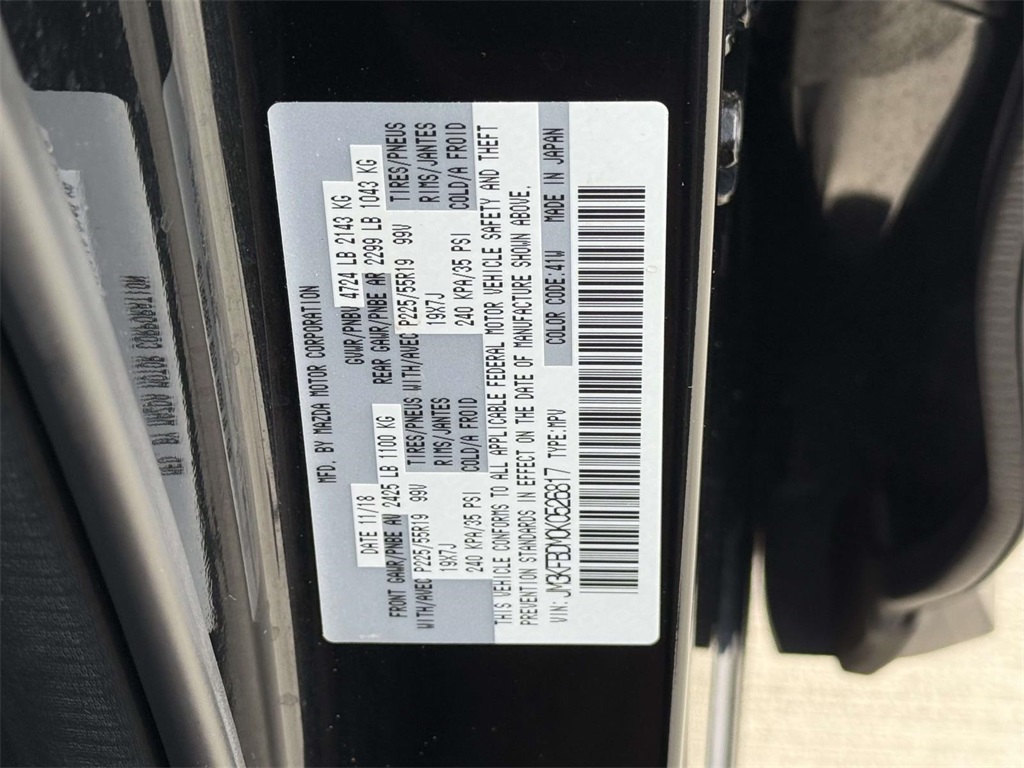 MFD. BY MAZDA MOTOR CORPORATION
DATE 11/18 GVWR/PNBV 4724 LB 2143 KG
FRONT GAWR/PNBE AV 2425 LB 1100 KG REAR GAWR/PNBE AR 2299 LB 1043 KG
WITH/AVEC P225/55R19 99V TIRES/PNEUS WITH/AVEC P225/55R19 99V TIRES/PNEUS
19X7J RIMS/JANTES 19X7J RIMS/JANTES
240 KPA/35 PSI COLD/A FROID 240 KPA/35 PSI COLD/A FROID
THIS VEHICLE CONFORMS TO ALL APPLICABLE FEDERAL MOTOR VEHICLE SAFETY AND THEFT
PREVENTION STANDARDS IN EFFECT ON THE DATE OF MANUFACTURE SHOWN ABOVE.
VIN: JM3KFBDM0K0526817 TYPE:MPV COLOR CODE:41W MADE IN JAPAN